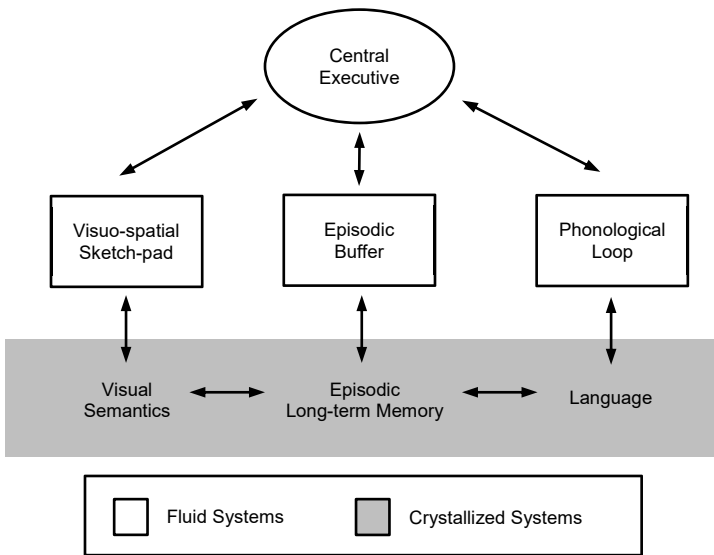 Central
Executive
Visuo-spatial
Sketch-pad
Episodic
Buffer
Phonological
Loop
Visual
Semantics
Episodic
Long-term Memory
Language
Fluid Systems
Crystallized Systems